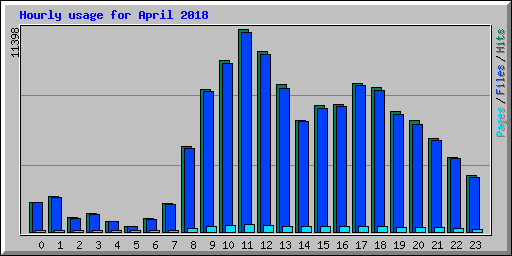 Hourly usage for April 2018
11398
Pages / Files / Hits
0 1 2 3 4 5 6 7 8 9 10 11 12 13 14 15 16 17 18 19 20 21 22 23